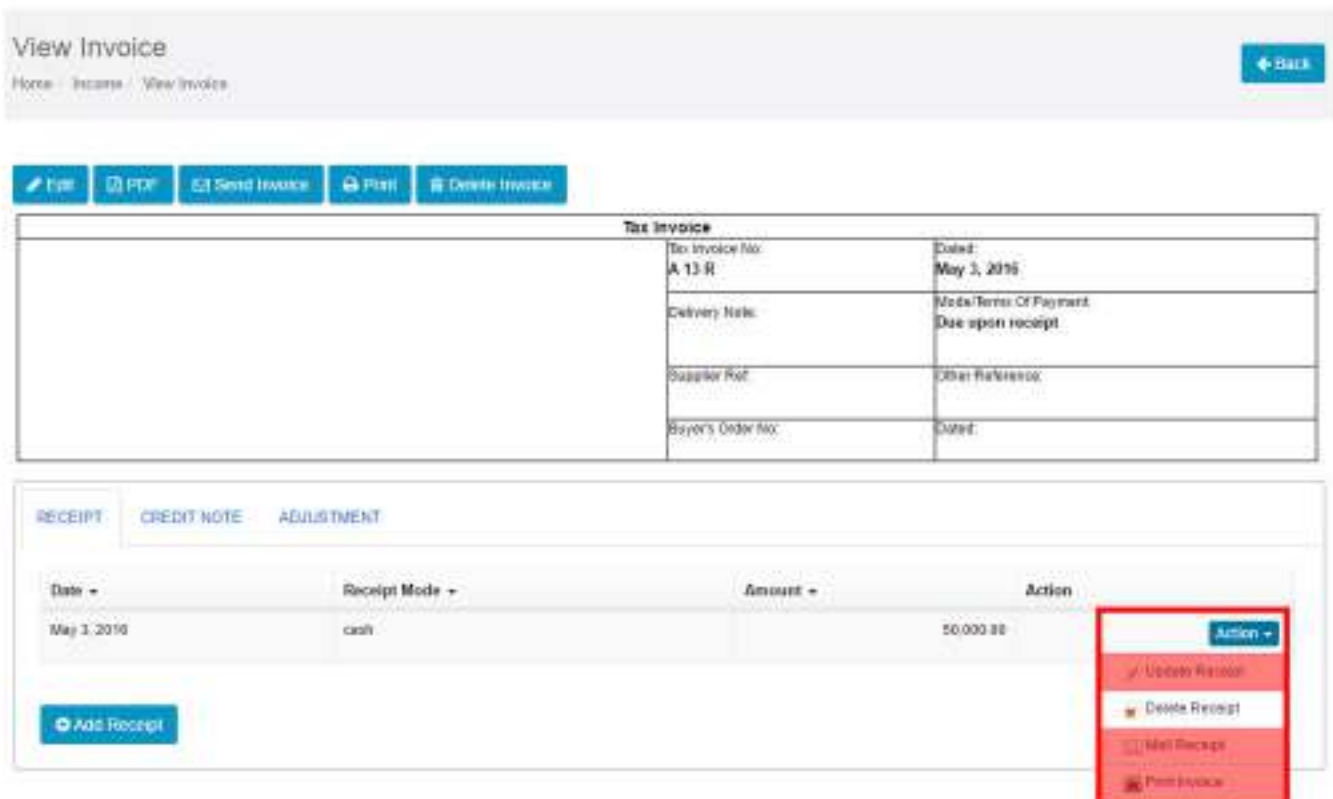 View Invoice
Back
Home / Income / View Invoice
Edit PDF Send Invoice Print Delete Invoice
Tax Invoice
Tax Invoice No: Dated:
A 13 R May 3, 2016
Delivery Note: Mode/Terms Of Payment
Due upon receipt
Supplier Ref: Other Reference:
Buyer's Order No: Dated:
RECEIPT CREDIT NOTE ADJUSTMENT
Date Receipt Mode Amount Action
May 3, 2016 cash 50,000.00 Action
Update Receipt
Delete Receipt
Add Receipt
Mail Receipt
Print Invoice